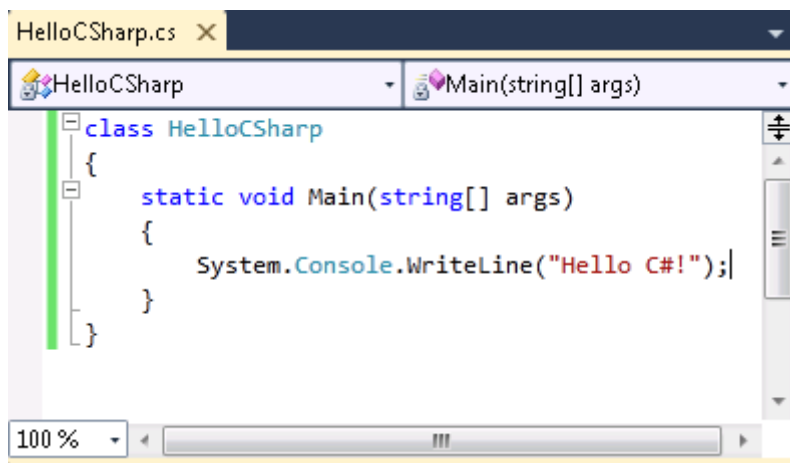 HelloCSharp.cs
HelloCSharp Main(string[] args)
class HelloCSharp
{
    static void Main(string[] args)
    {
        System.Console.WriteLine("Hello C#!");
    }
}
100 %